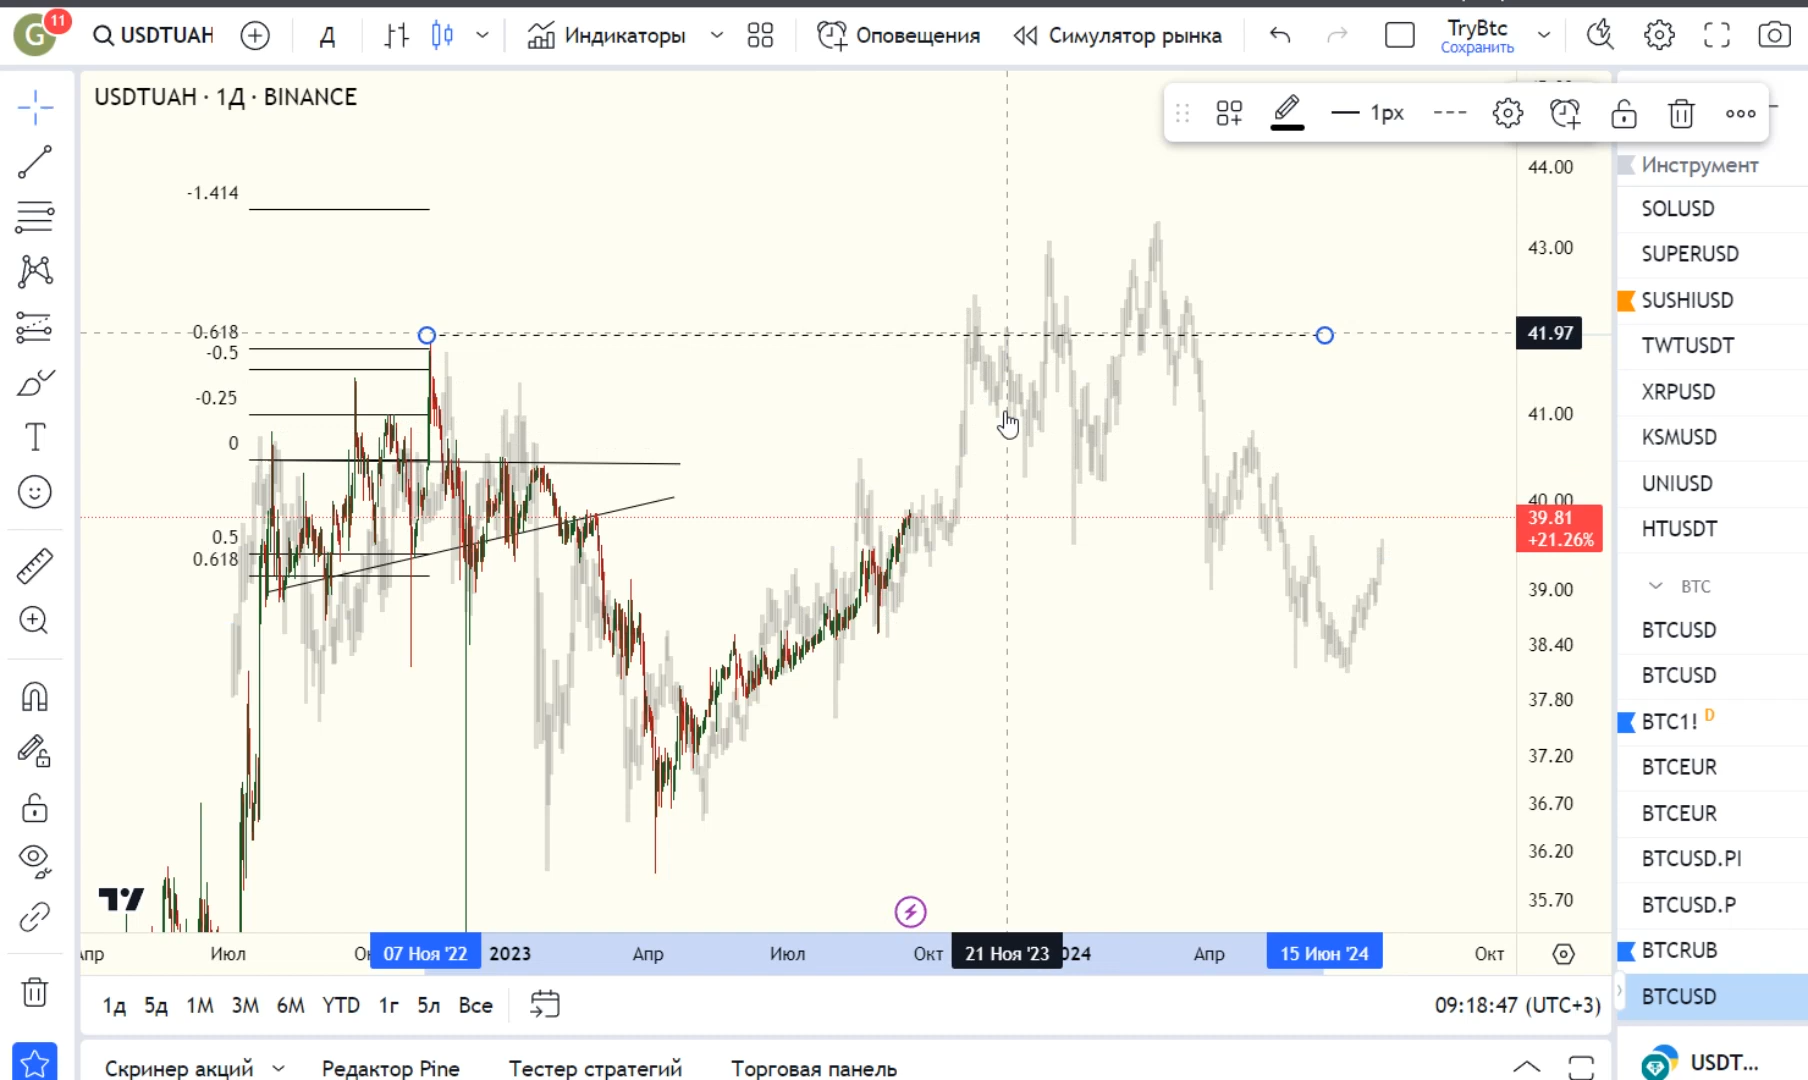 G
11
USDTUAH
Д
Индикаторы
Оповещения
Симулятор рынка
TryBtc
Сохранить
USDTUAH · 1Д · BINANCE
1px
-1.414
-0.618
-0.5
-0.25
0
0.5
0.618
44.00
43.00
41.97
41.00
40.00
39.81
+21.26%
39.00
38.40
37.80
37.20
36.70
36.20
35.70
Инструмент
SOLUSD
SUPERUSD
SUSHIUSD
TWTUSDT
XRPUSD
KSMUSD
UNIUSD
HTUSDT
BTC
BTCUSD
BTCUSD
BTC1! D
BTCEUR
BTCEUR
BTCUSD.PI
BTCUSD.P
BTCRUB
BTCUSD
USDT...
Июл
07 Ноя '22
2023
Апр
Июл
Окт
21 Ноя '23
15 Июн '24
Апр
Окт
1д 5д 1М 3М 6М YTD 1г 5л Все
09:18:47 (UTC+3)
Скринер акций
Редактор Pine
Тестер стратегий
Торговая панель